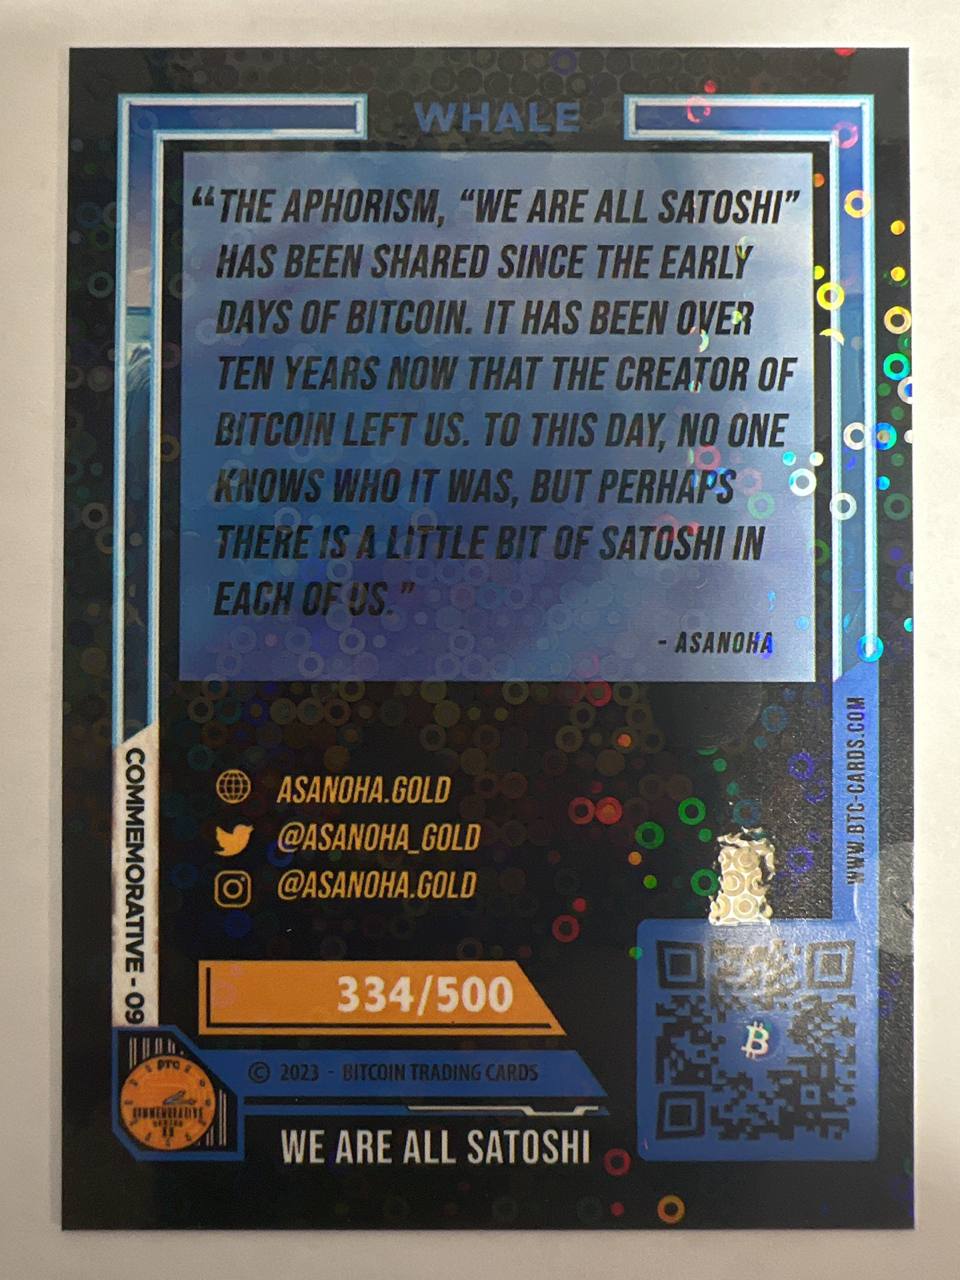 WHALE
“THE APHORISM, “WE ARE ALL SATOSHI”
HAS BEEN SHARED SINCE THE EARLY
DAYS OF BITCOIN. IT HAS BEEN OVER
TEN YEARS NOW THAT THE CREATOR OF
BITCOIN LEFT US. TO THIS DAY, NO ONE
KNOWS WHO IT WAS, BUT PERHAPS
THERE IS A LITTLE BIT OF SATOSHI IN
EACH OF US.”
- ASANOHA
WWW.BTC-CARDS.COM
ASANOHA.GOLD
@ASANOHA_GOLD
@ASANOHA.GOLD
COMMEMORATIVE - 09
334/500
© 2023 - BITCOIN TRADING CARDS
WE ARE ALL SATOSHI
BTC
COMMEMORATIVE